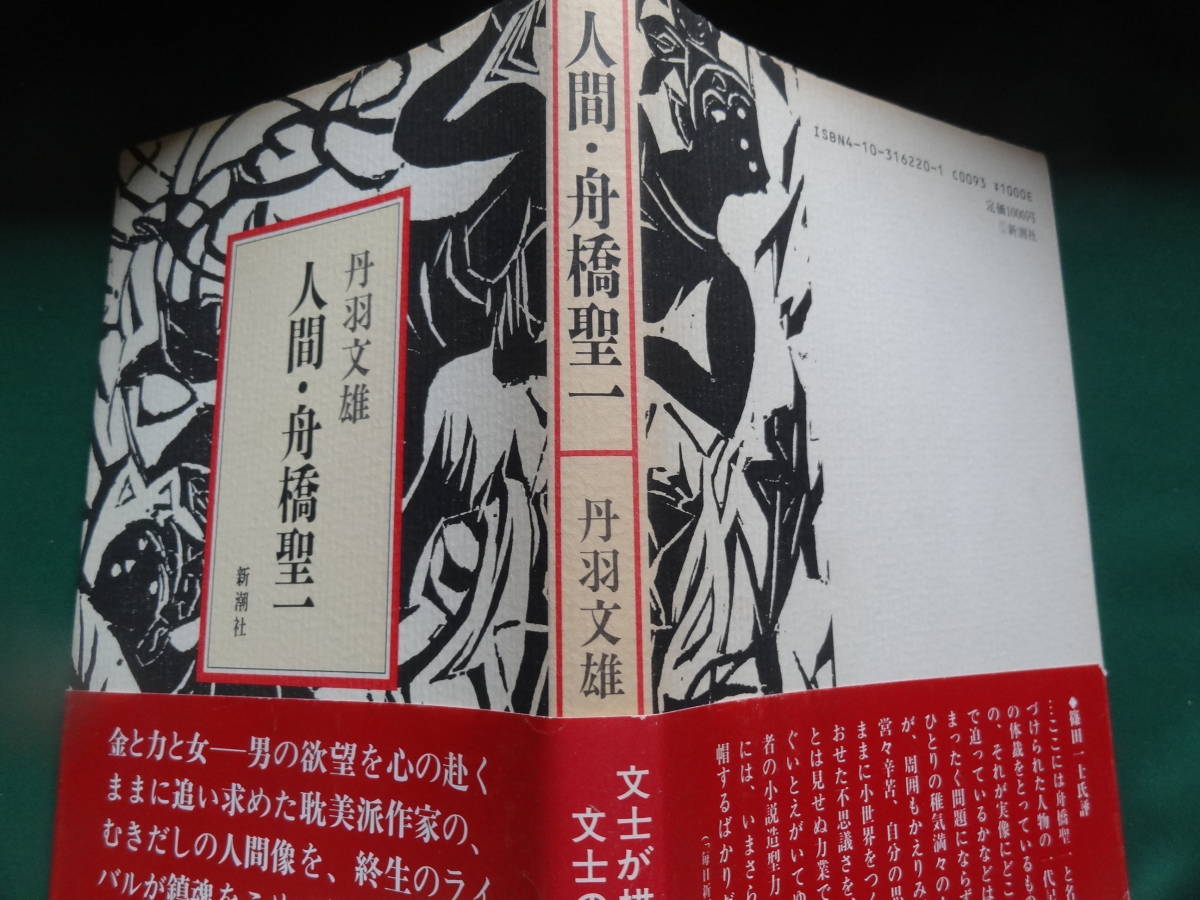 丹羽文雄
人間・舟橋聖一
新潮社
金と力と女──男の欲望を心の赴く
ままに追い求めた耽美派作家の、
むきだしの人間像を、終生のライ
バルが鎮魂をこめ
人間・舟橋聖一
丹羽文雄
文士が描
文士の
ISBN4-10-316220-1 C0093 ¥1000E
定価1000円
Ⓒ新潮社
◆篠田一士氏評
…ここには舟橋聖一と名
づけられた人物の一代記
の体裁をとっているもの
の、それが実像にどこ
まで迫っているかなどは
まったく問題にならず
ひとりの稚気満々の
が、周囲もかえりみ
ままに小世界をつく
営々辛苦、自分の思
おせた不思議さを、
とは見せぬ力業で
ぐいとえがいてゆ
者の小説造型力
には、いまさら
帽するばかりだ
(「毎日新